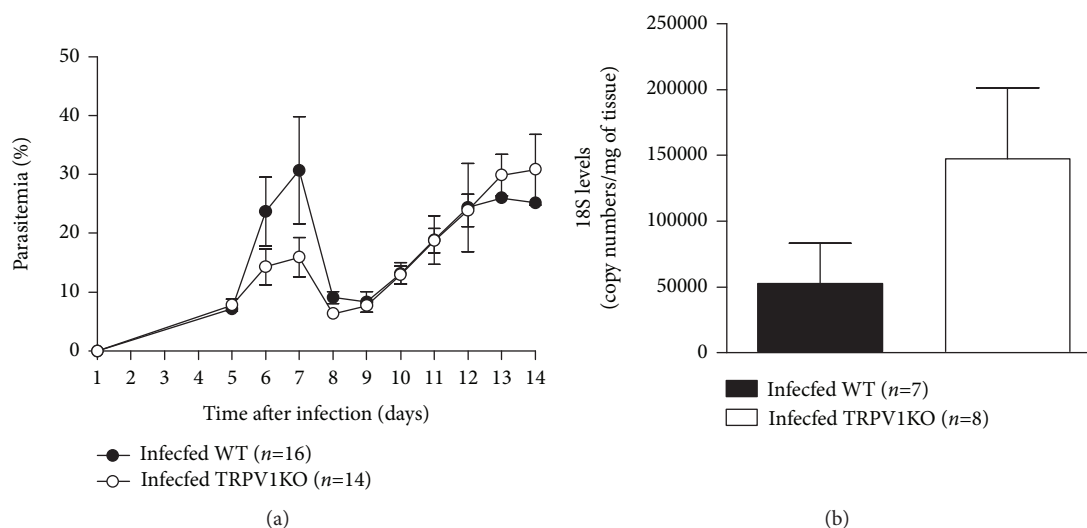 50
40
30
20
10
0
Parasitemia (%)
1 2 3 4 5 6 7 8 9 10 11 12 13 14
Time after infection (days)
Infecfed WT (n=16)
Infecfed TRPV1KO (n=14)
(a)
250000
200000
150000
100000
50000
0
18S levels
(copy numbers/mg of tissue)
Infecfed WT (n=7)
Infecfed TRPV1KO (n=8)
(b)